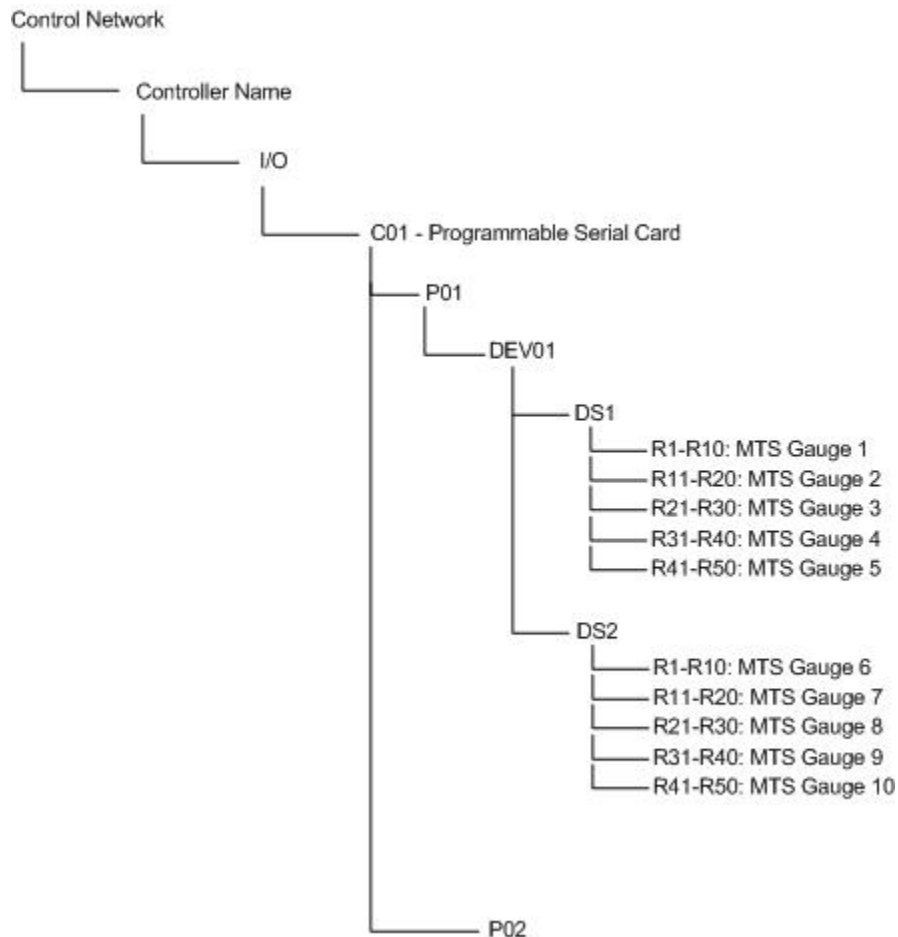 Control Network
Controller Name
I/O
C01 - Programmable Serial Card
P01
DEV01
DS1
R1-R10: MTS Gauge 1
R11-R20: MTS Gauge 2
R21-R30: MTS Gauge 3
R31-R40: MTS Gauge 4
R41-R50: MTS Gauge 5
DS2
R1-R10: MTS Gauge 6
R11-R20: MTS Gauge 7
R21-R30: MTS Gauge 8
R31-R40: MTS Gauge 9
R41-R50: MTS Gauge 10
P02